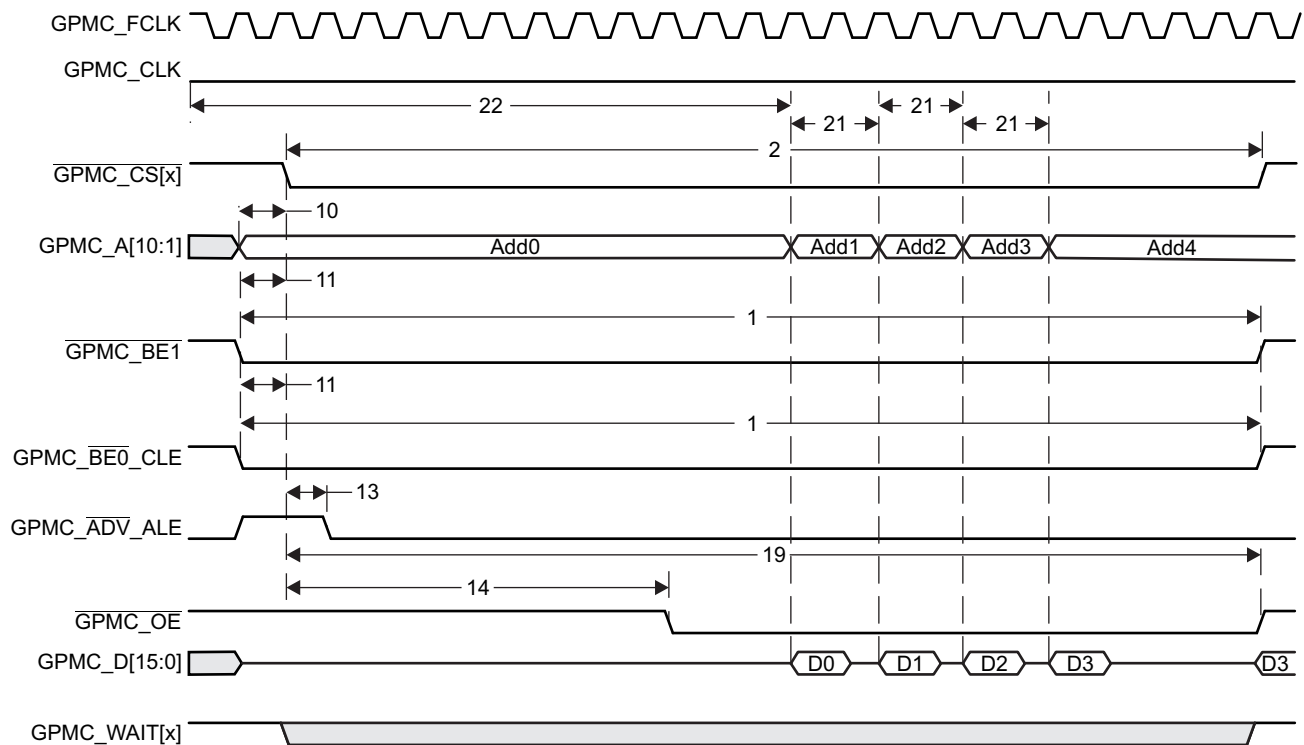 GPMC_FCLK
GPMC_CLK
22
21
21
21
2
GPMC_CS[x]
10
GPMC_A[10:1]
Add0
Add1
Add2
Add3
Add4
11
1
GPMC_BE1
11
1
GPMC_BE0_CLE
13
GPMC_ADV_ALE
19
14
GPMC_OE
GPMC_D[15:0]
D0
D1
D2
D3
D3
GPMC_WAIT[x]